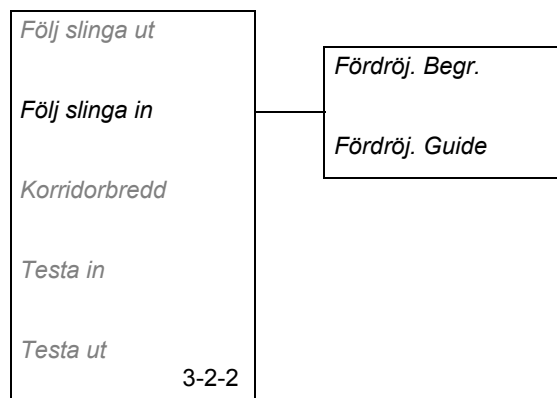 Följ slinga ut
Följ slinga in
Korridorbredd
Testa in
Testa ut
3-2-2
Fördröj. Begr.
Fördröj. Guide